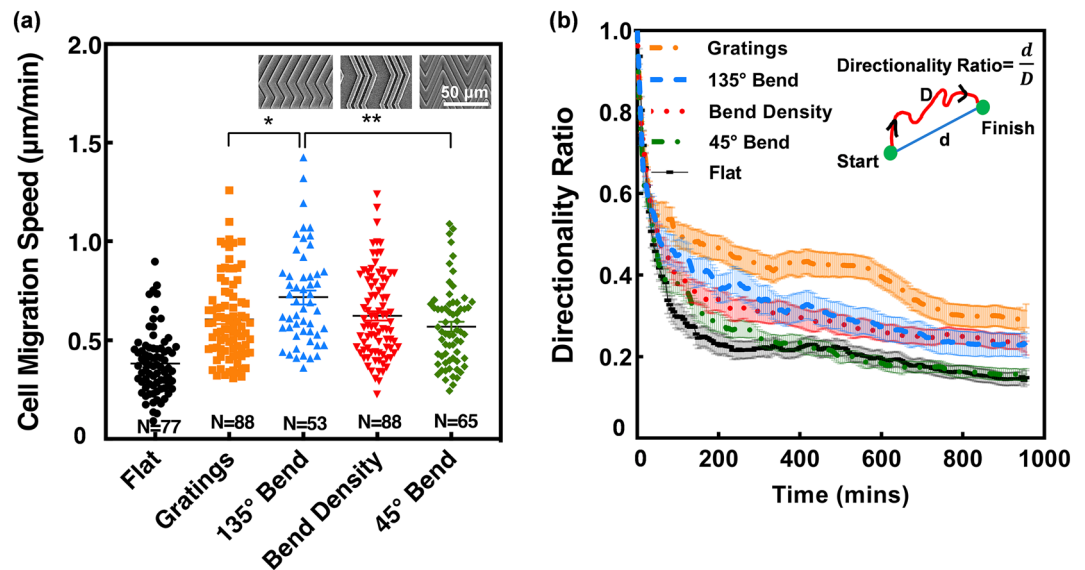 (a)
Cell Migration Speed (μm/min)
2.0
1.5
1.0
0.5
0
50 μm
*
**
N=77
N=88
N=53
N=88
N=65
Flat
Gratings
135° Bend
Bend Density
45° Bend
(b)
Directionality Ratio
1.0
0.8
0.6
0.4
0.2
0
Gratings
135° Bend
Bend Density
45° Bend
Flat
Directionality Ratio= d/D
D
d
Start
Finish
0
200
400
600
800
1000
Time (mins)